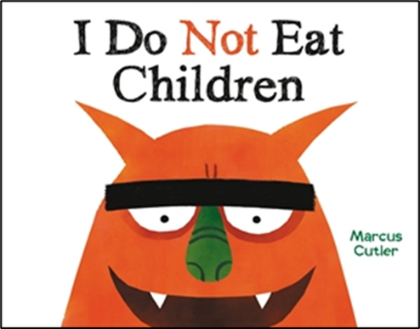 I Do Not Eat
Children
Marcus
Cutler